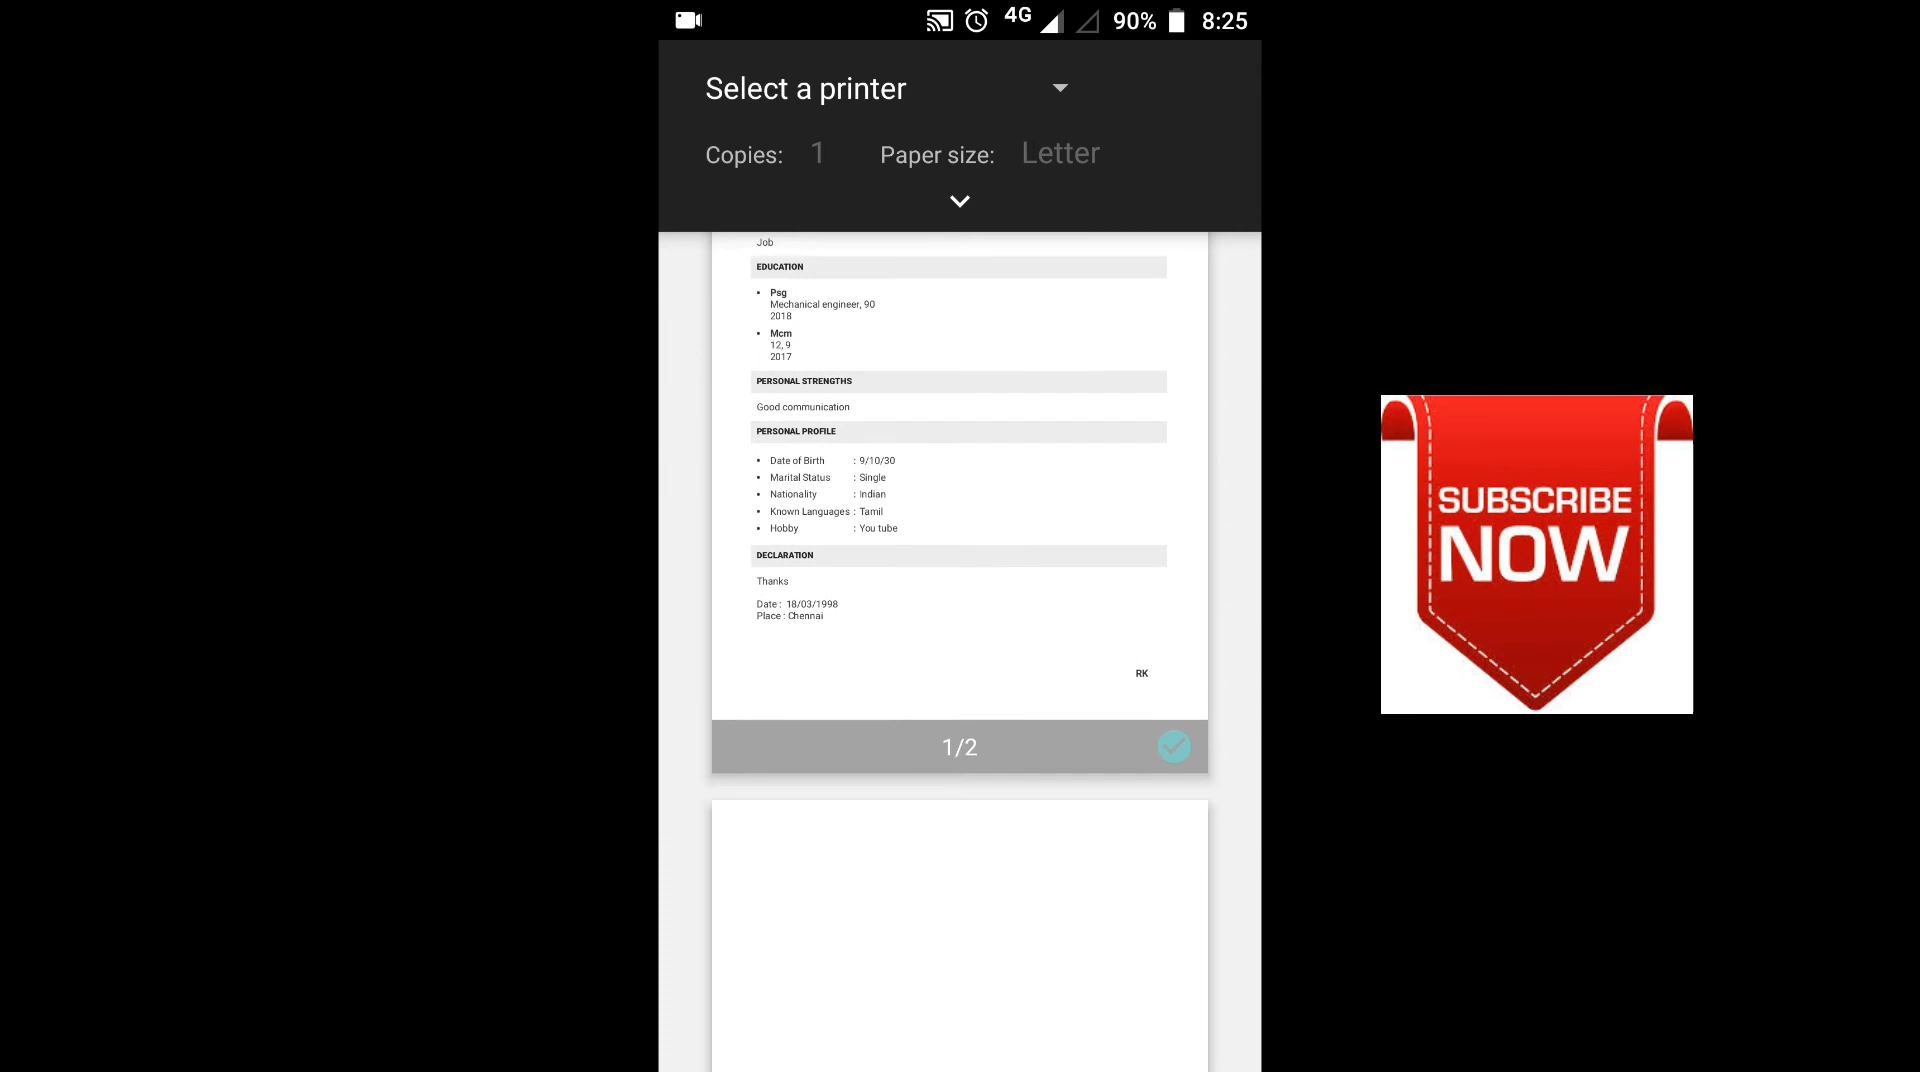 4G 90% 8:25
Select a printer
Copies: 1 Paper size: Letter
Job
EDUCATION
• Psg
Mechanical engineer, 90
2018
• Mcm
12, 9
2017
PERSONAL STRENGTHS
Good communication
PERSONAL PROFILE
• Date of Birth : 9/10/30
• Marital Status : Single
• Nationality : Indian
• Known Languages : Tamil
• Hobby : You tube
DECLARATION
Thanks
Date : 18/03/1998
Place : Chennai
RK
1/2
SUBSCRIBE
NOW